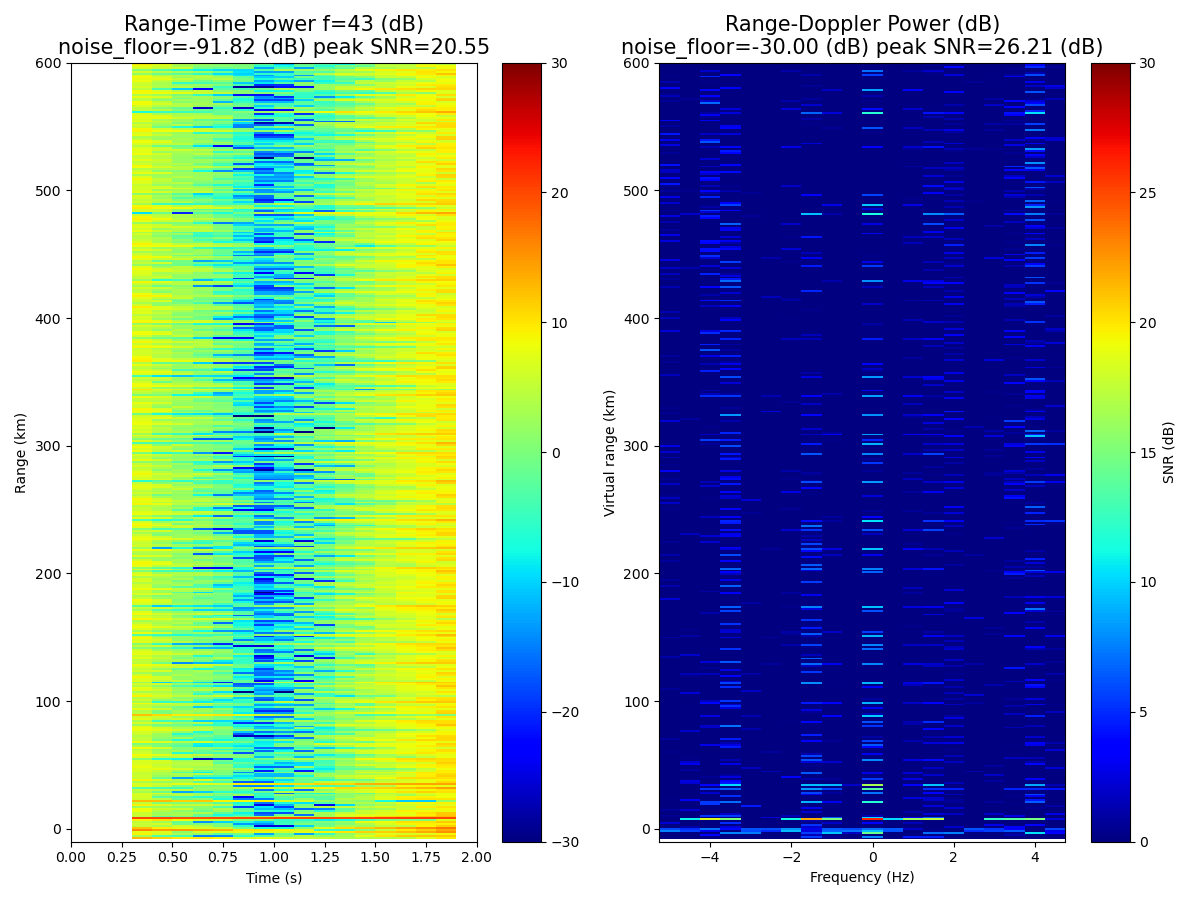 Range-Time Power f=43 (dB)
noise_floor=-91.82 (dB) peak SNR=20.55
Range (km)
600
500
400
300
200
100
0
0.00 0.25 0.50 0.75 1.00 1.25 1.50 1.75 2.00
Time (s)
30
20
10
0
−10
−20
−30
Range-Doppler Power (dB)
noise_floor=-30.00 (dB) peak SNR=26.21 (dB)
Virtual range (km)
600
500
400
300
200
100
0
−4 −2 0 2 4
Frequency (Hz)
30
25
20
15
10
5
0
SNR (dB)